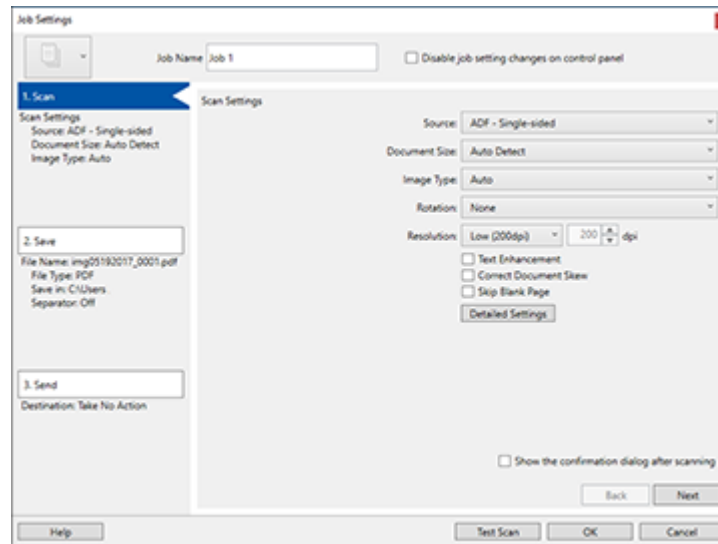 Job Settings
Job Name Job 1
Disable job setting changes on control panel
1. Scan
Scan Settings
Source: ADF - Single-sided
Document Size: Auto Detect
Image Type: Auto
2. Save
File Name: img05192017_0001.pdf
File Type: PDF
Save in: C:\Users
Separator: Off
3. Send
Destination: Take No Action
Scan Settings
Source: ADF - Single-sided
Document Size: Auto Detect
Image Type: Auto
Rotation: None
Resolution: Low (200dpi) 200 dpi
Text Enhancement
Correct Document Skew
Skip Blank Page
Detailed Settings
Show the confirmation dialog after scanning
Back Next
Help Test Scan OK Cancel